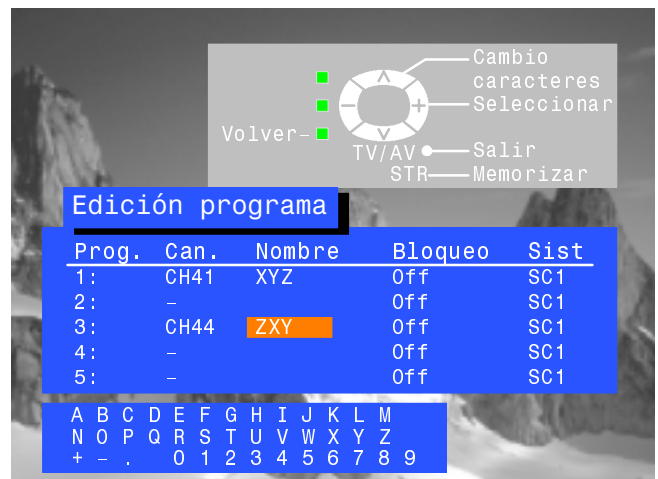 Cambio
caracteres
Seleccionar
Volver–
TV/AV Salir
STR Memorizar
Edición programa
Prog. Can. Nombre Bloqueo Sist
1: CH41 XYZ Off SC1
2: – Off SC1
3: CH44 ZXY Off SC1
4: – Off SC1
5: – Off SC1
A B C D E F G H I J K L M
N O P Q R S T U V W X Y Z
+ – . 0 1 2 3 4 5 6 7 8 9